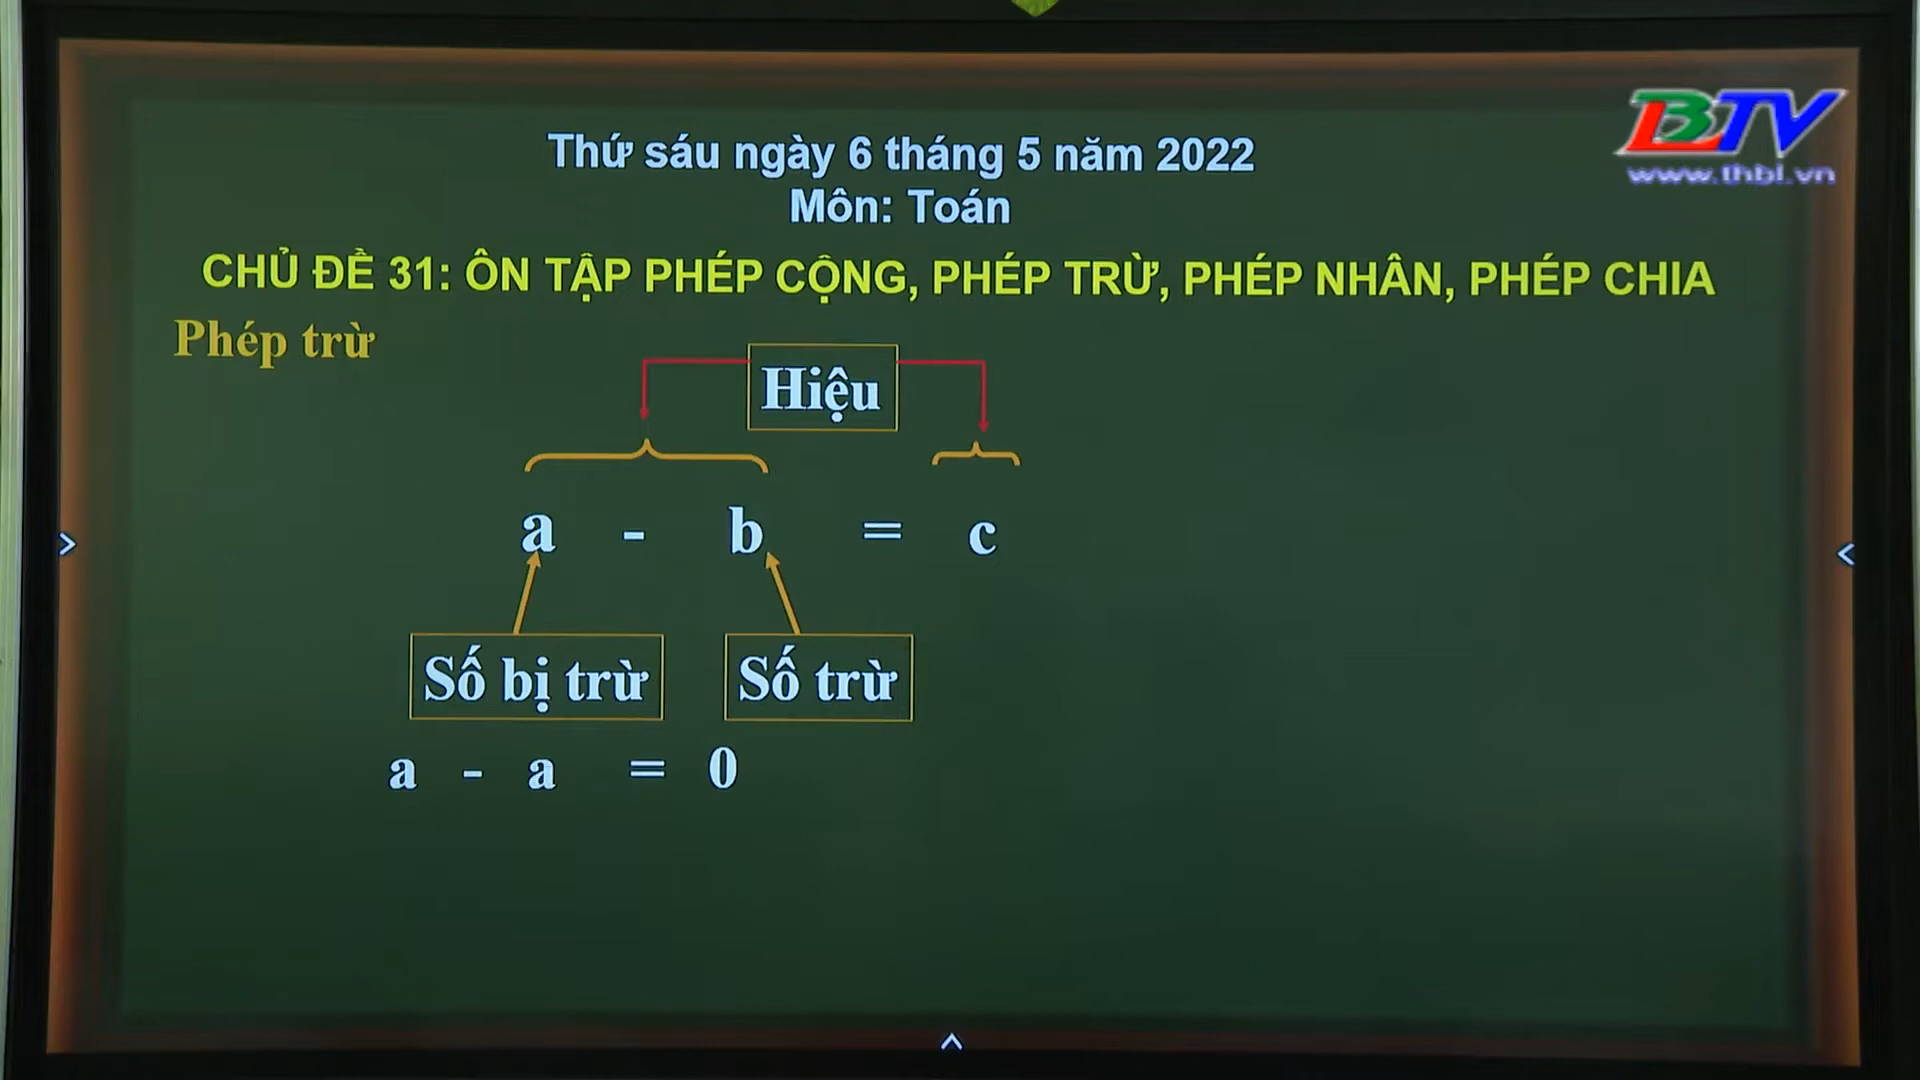 BTV
www.thbl.vn
Thứ sáu ngày 6 tháng 5 năm 2022
Môn: Toán
CHỦ ĐỀ 31: ÔN TẬP PHÉP CỘNG, PHÉP TRỪ, PHÉP NHÂN, PHÉP CHIA
Phép trừ
Hiệu
a - b = c
Số bị trừ Số trừ
a - a = 0